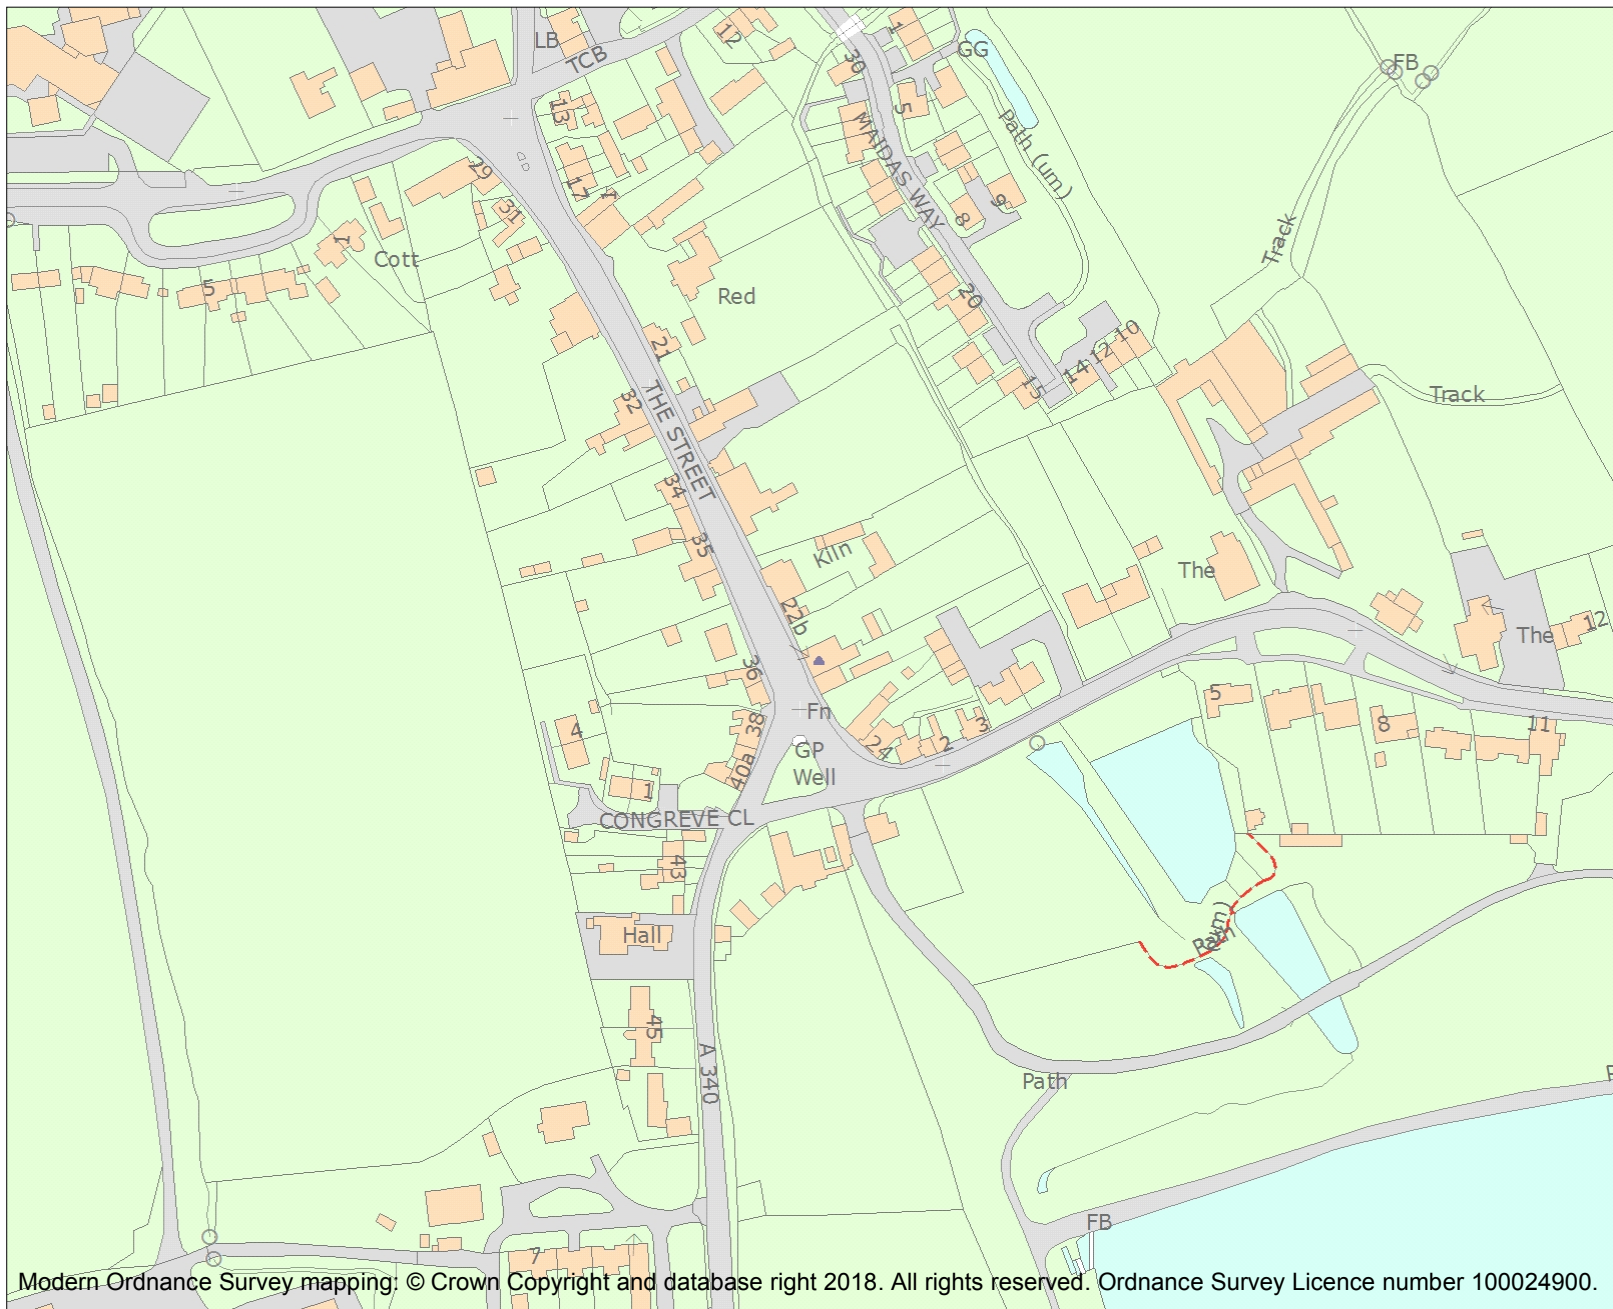 LB
TCB
12
1
30
GG
FB
13
5
MAIDAS WAY
Path (um)
29
17
1
31
8
9
Track
1
Cott
5
Red
20
21
10
12
14
15
Track
32
THE STREET
34
35
Kiln
The
22b
The
12
36
5
Fn
38
3
8
11
4
24
2
GP
Well
40a
1
CONGREVE CL
43
Hall
(um)
Path
45
A 340
Path
FB
7
Modern Ordnance Survey mapping: © Crown Copyright and database right 2018. All rights reserved. Ordnance Survey Licence number 100024900.